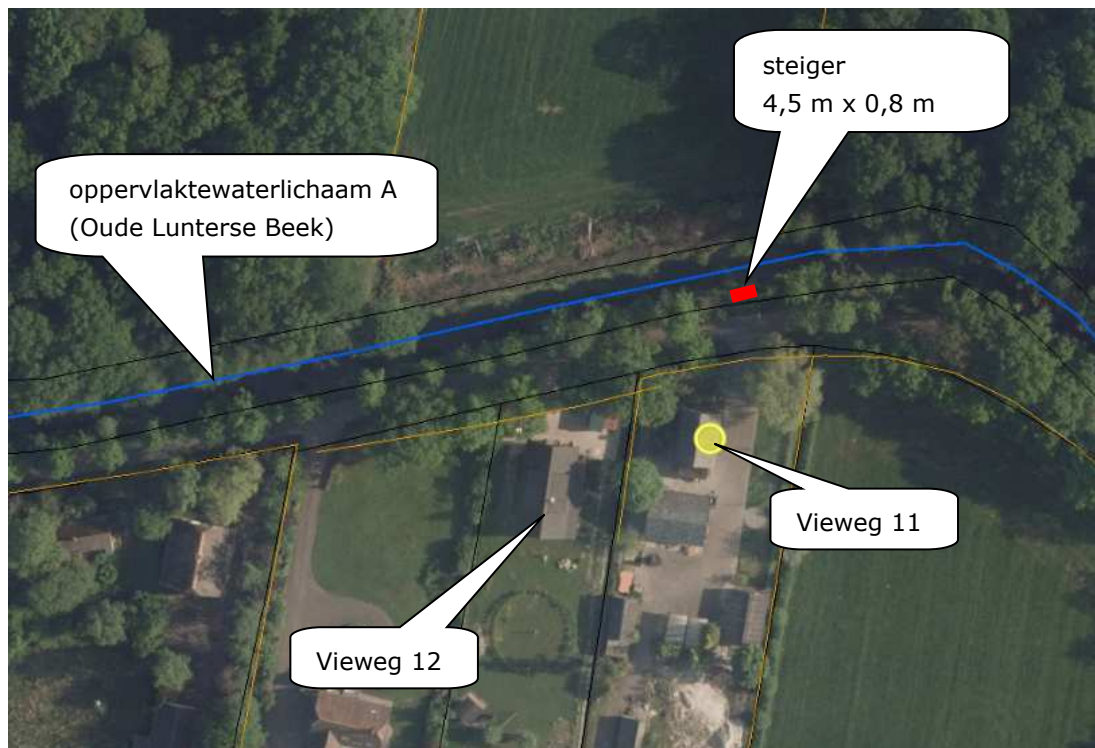 steiger
4,5 m x 0,8 m
oppervlaktewaterlichaam A
(Oude Lunterse Beek)
Vieweg 11
Vieweg 12